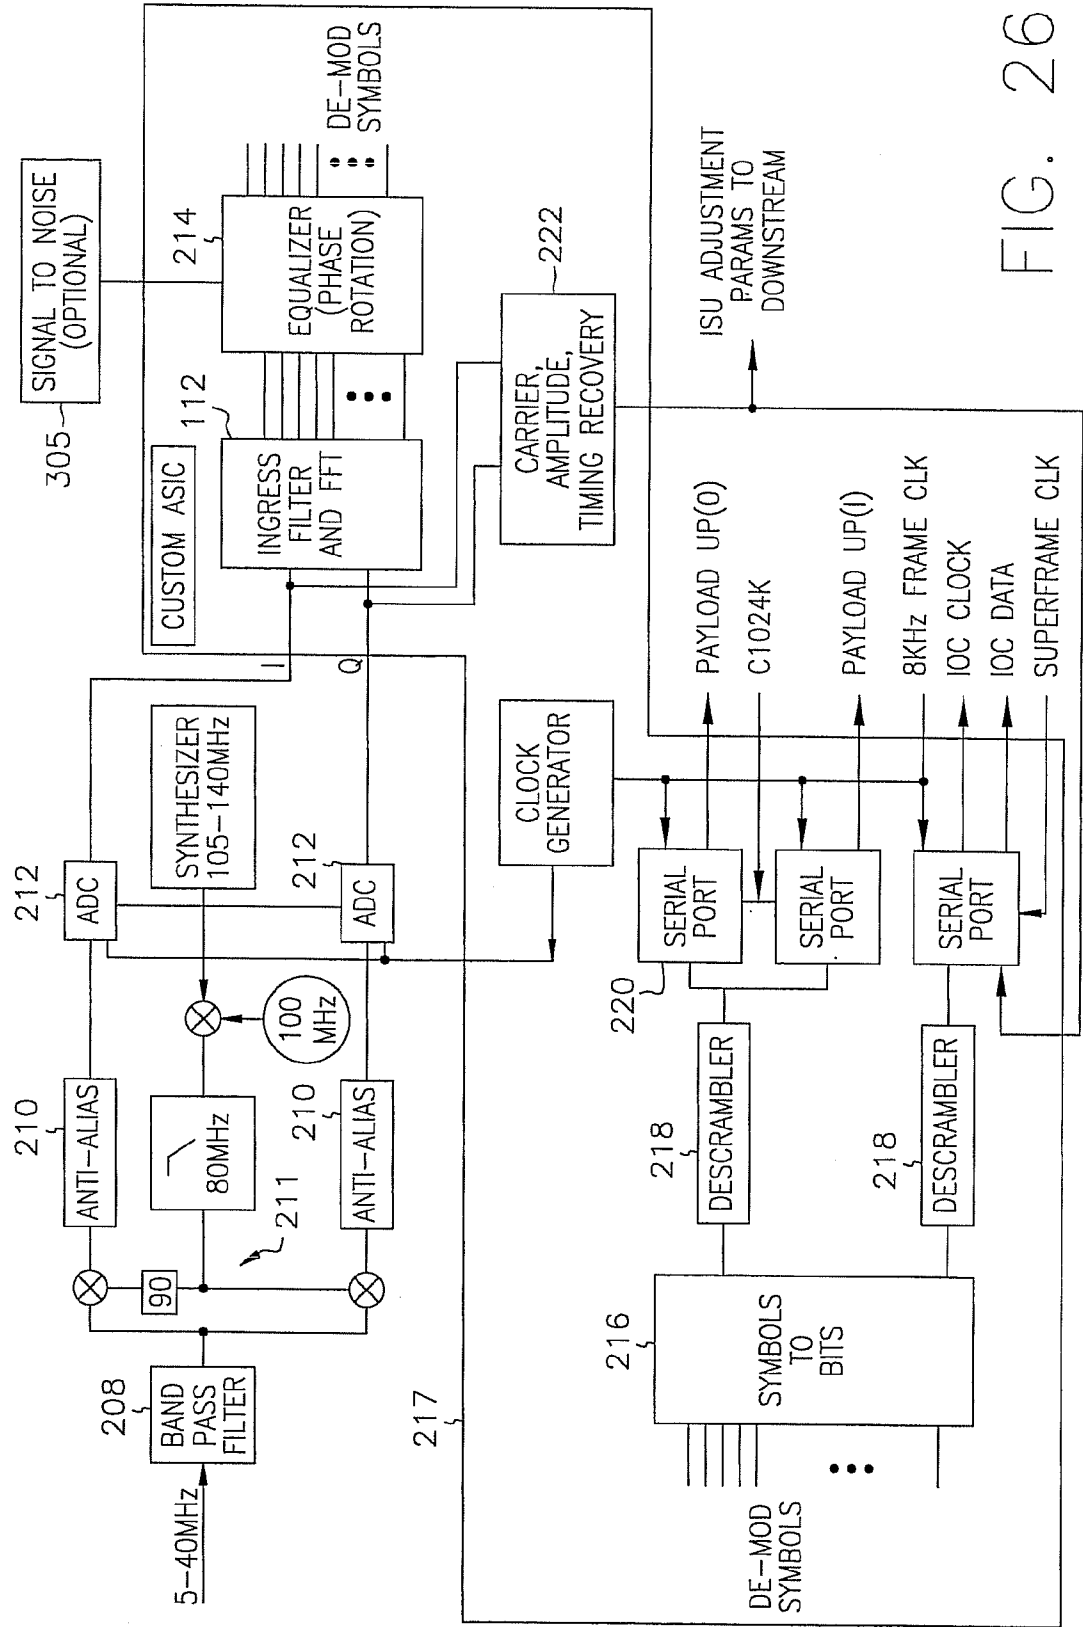 5–40MHz
208
BAND
PASS
FILTER
90
211
210
ANTI–ALIAS
80MHz
210
ANTI–ALIAS
100
MHz
212
ADC
SYNTHESIZER
105–140MHz
212
ADC
I
Q
CUSTOM ASIC
305
SIGNAL TO NOISE
(OPTIONAL)
112
INGRESS
FILTER
AND FFT
214
EQUALIZER
(PHASE
ROTATION)
DE–MOD
SYMBOLS
222
CARRIER,
AMPLITUDE,
TIMING RECOVERY
ISU ADJUSTMENT
PARAMS TO
DOWNSTREAM
CLOCK
GENERATOR
217
DE–MOD
SYMBOLS
216
SYMBOLS
TO
BITS
218
DESCRAMBLER
218
DESCRAMBLER
220
SERIAL
PORT
SERIAL
PORT
SERIAL
PORT
PAYLOAD UP(0)
C1024K
PAYLOAD UP(1)
8KHz FRAME CLK
IOC CLOCK
IOC DATA
SUPERFRAME CLK
FIG. 26